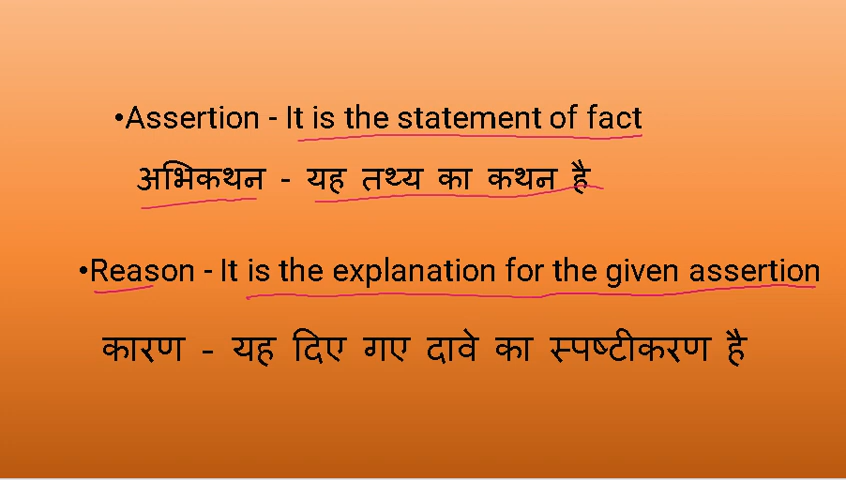 •Assertion - It is the statement of fact
अभिकथन - यह तथ्य का कथन है
•Reason - It is the explanation for the given assertion
कारण - यह दिए गए दावे का स्पष्टीकरण है